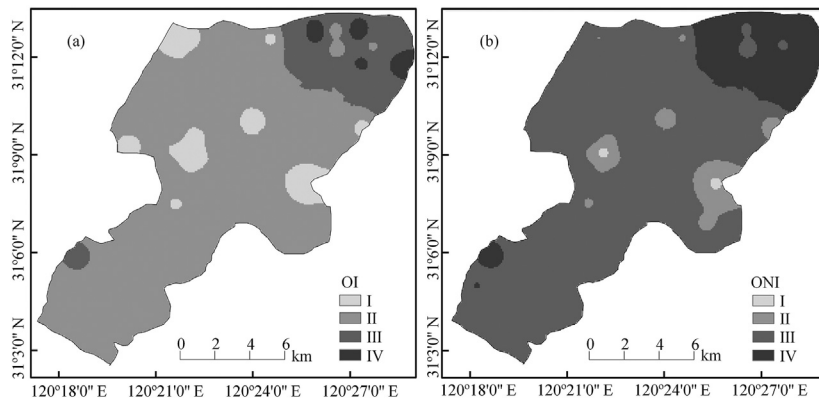 (a)
31°12'0" N
31°9'0" N
31°6'0" N
31°3'0" N
OI
I
II
III
IV
0 2 4 6
km
120°18'0" E 120°21'0" E 120°24'0" E 120°27'0" E
(b)
31°12'0" N
31°9'0" N
31°6'0" N
31°3'0" N
ONI
I
II
III
IV
0 2 4 6
km
120°18'0" E 120°21'0" E 120°24'0" E 120°27'0" E